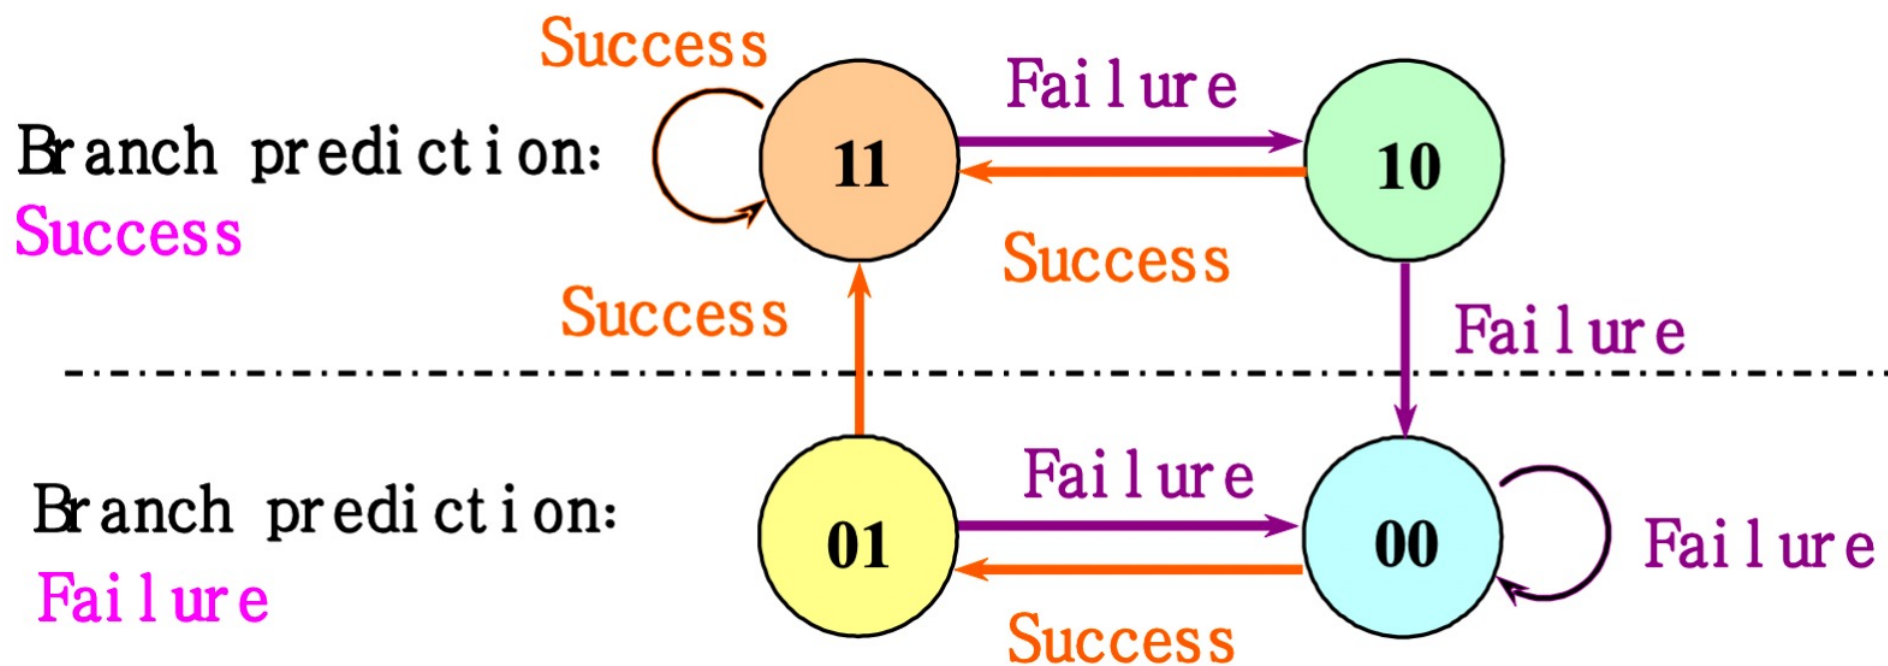 Success
Failure
Branch prediction:
11
10
Success
Success
Success
Failure
Branch prediction:
Failure
01
00
Failure
Failure
Success